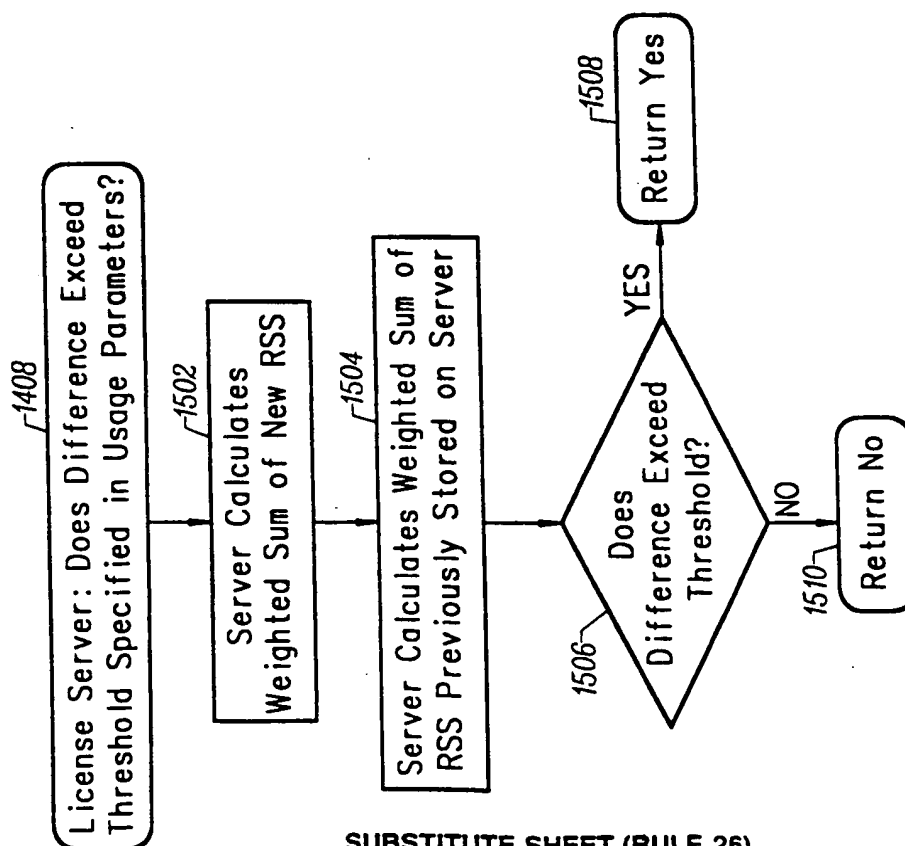 1408
License Server: Does Difference Exceed
Threshold Specified in Usage Parameters?
1502
Server Calculates
Weighted Sum of New RSS
1504
Server Calculates Weighted Sum of
RSS Previously Stored on Server
1506
Does
Difference Exceed
Threshold?
YES
1508
Return Yes
NO
1510
Return No
SUBSTITUTE SHEET (RULE 26)